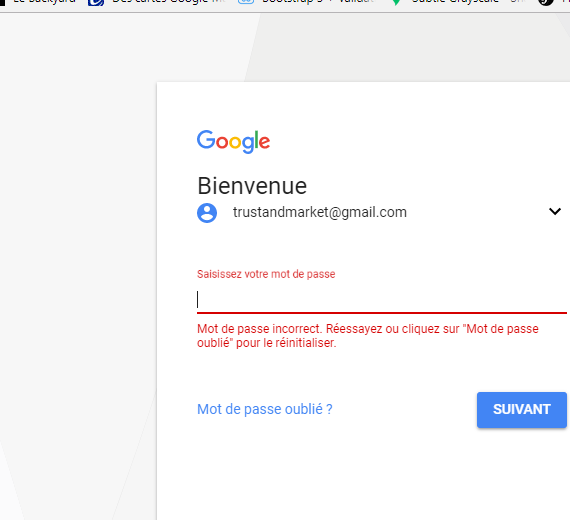 Le Backyard Des cartes Google M Bootstrap 3 + Valida Subtle Grayscale
Google
Bienvenue
trustandmarket@gmail.com
Saisissez votre mot de passe
Mot de passe incorrect. Réessayez ou cliquez sur "Mot de passe
oublié" pour le réinitialiser.
Mot de passe oublié ?
SUIVANT